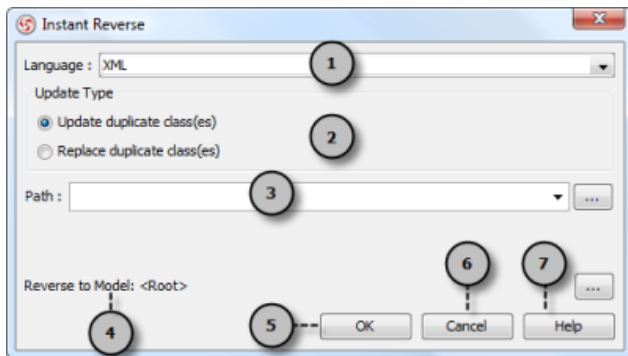 Instant Reverse
Language : XML 1
Update Type
Update duplicate class(es)
2
Replace duplicate class(es)
Path : 3 ...
6 7
Reverse to Model: <Root> ...
4 5 OK Cancel Help